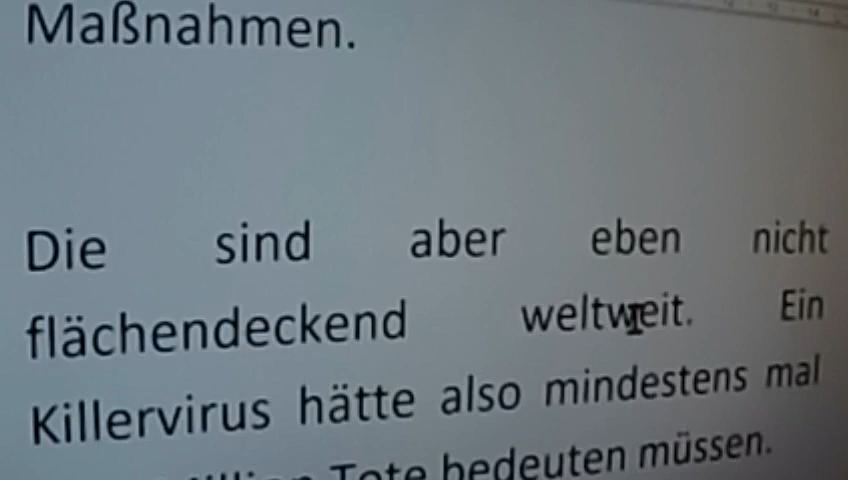 Maßnahmen.
Die sind aber eben nicht
flächendeckend weltweit. Ein
Killervirus hätte also mindestens mal
Tote bedeuten müssen.